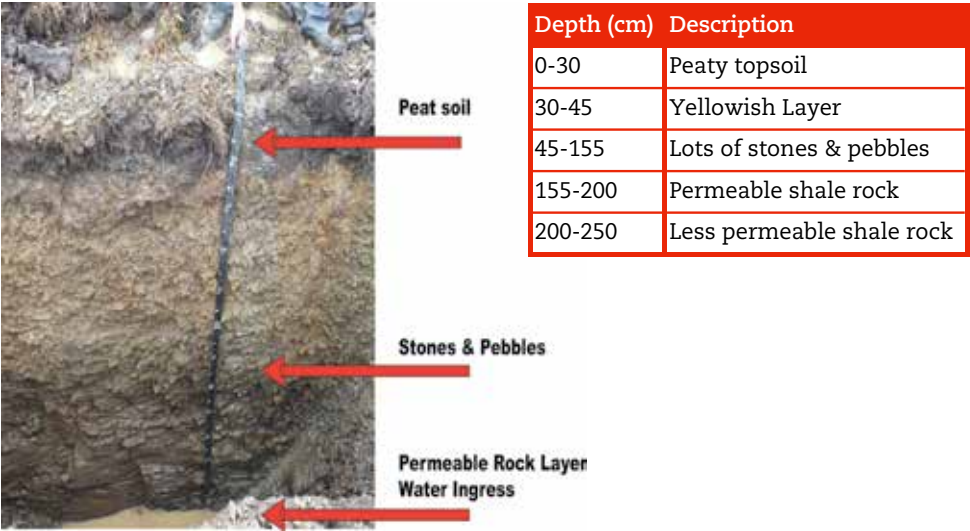 Peat soil
Stones & Pebbles
Permeable Rock Layer
Water Ingress
Depth (cm) Description
0-30 Peaty topsoil
30-45 Yellowish Layer
45-155 Lots of stones & pebbles
155-200 Permeable shale rock
200-250 Less permeable shale rock